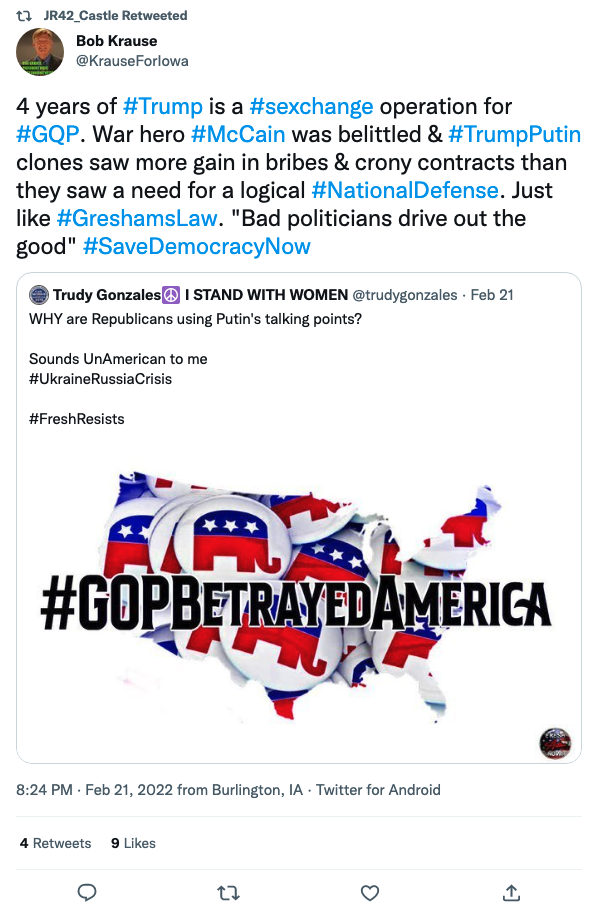 JR42_Castle Retweeted
Bob Krause
@KrauseForIowa
4 years of #Trump is a #sexchange operation for
#GQP. War hero #McCain was belittled & #TrumpPutin
clones saw more gain in bribes & crony contracts than
they saw a need for a logical #NationalDefense. Just
like #GreshamsLaw. "Bad politicians drive out the
good" #SaveDemocracyNow
Trudy Gonzales☮️ I STAND WITH WOMEN @trudygonzales · Feb 21
WHY are Republicans using Putin's talking points?
Sounds UnAmerican to me
#UkraineRussiaCrisis
#FreshResists
#GOPBETRAYEDAMERICA
8:24 PM · Feb 21, 2022 from Burlington, IA · Twitter for Android
4 Retweets 9 Likes